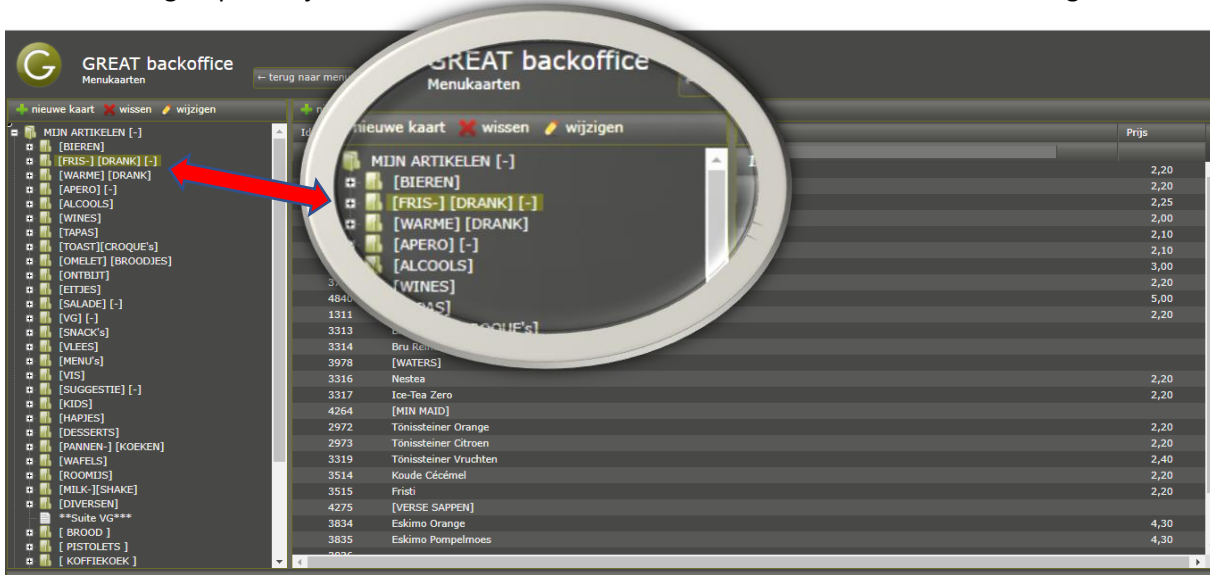 GREAT backoffice
Menukaarten
← terug naar menu
nieuwe kaart wissen wijzigen
MIJN ARTIKELEN [-]
[BIEREN]
[FRIS-] [DRANK] [-]
[WARME] [DRANK]
[APERO] [-]
[ALCOOLS]
[WINES]
[TAPAS]
[TOAST][CROQUE's]
[OMELET] [BROODJES]
[ONTBIJT]
[EITJES]
[SALADE] [-]
[VG] [-]
[SNACK's]
[VLEES]
[MENU's]
[VIS]
[SUGGESTIE] [-]
[KIDS]
[HAPJES]
[DESSERTS]
[PANNEN-] [KOEKEN]
[WAFELS]
[ROOMIJS]
[MILK-][SHAKE]
[DIVERSEN]
**Suite VG***
[ BROOD ]
[ PISTOLETS ]
[ KOFFIEKOEK ]
GREAT backoffice
Menukaarten
nieuwe kaart wissen wijzigen
MIJN ARTIKELEN [-]
[BIEREN]
[FRIS-] [DRANK] [-]
[WARME] [DRANK]
[APERO] [-]
[ALCOOLS]
[WINES]
Prijs
2,20
2,20
2,25
2,00
2,10
2,10
3,00
2,20
4840 5,00
1311 2,20
3313
3314 Bru
3978 [WATERS]
3316 Nestea 2,20
3317 Ice-Tea Zero 2,20
4264 [MIN MAID]
2972 Tönissteiner Orange 2,20
2973 Tönissteiner Citroen 2,20
3319 Tönissteiner Vruchten 2,40
3514 Koude Cécémel 2,20
3515 Fristi 2,20
4275 [VERSE SAPPEN]
3834 Eskimo Orange 4,30
3835 Eskimo Pompelmoes 4,30